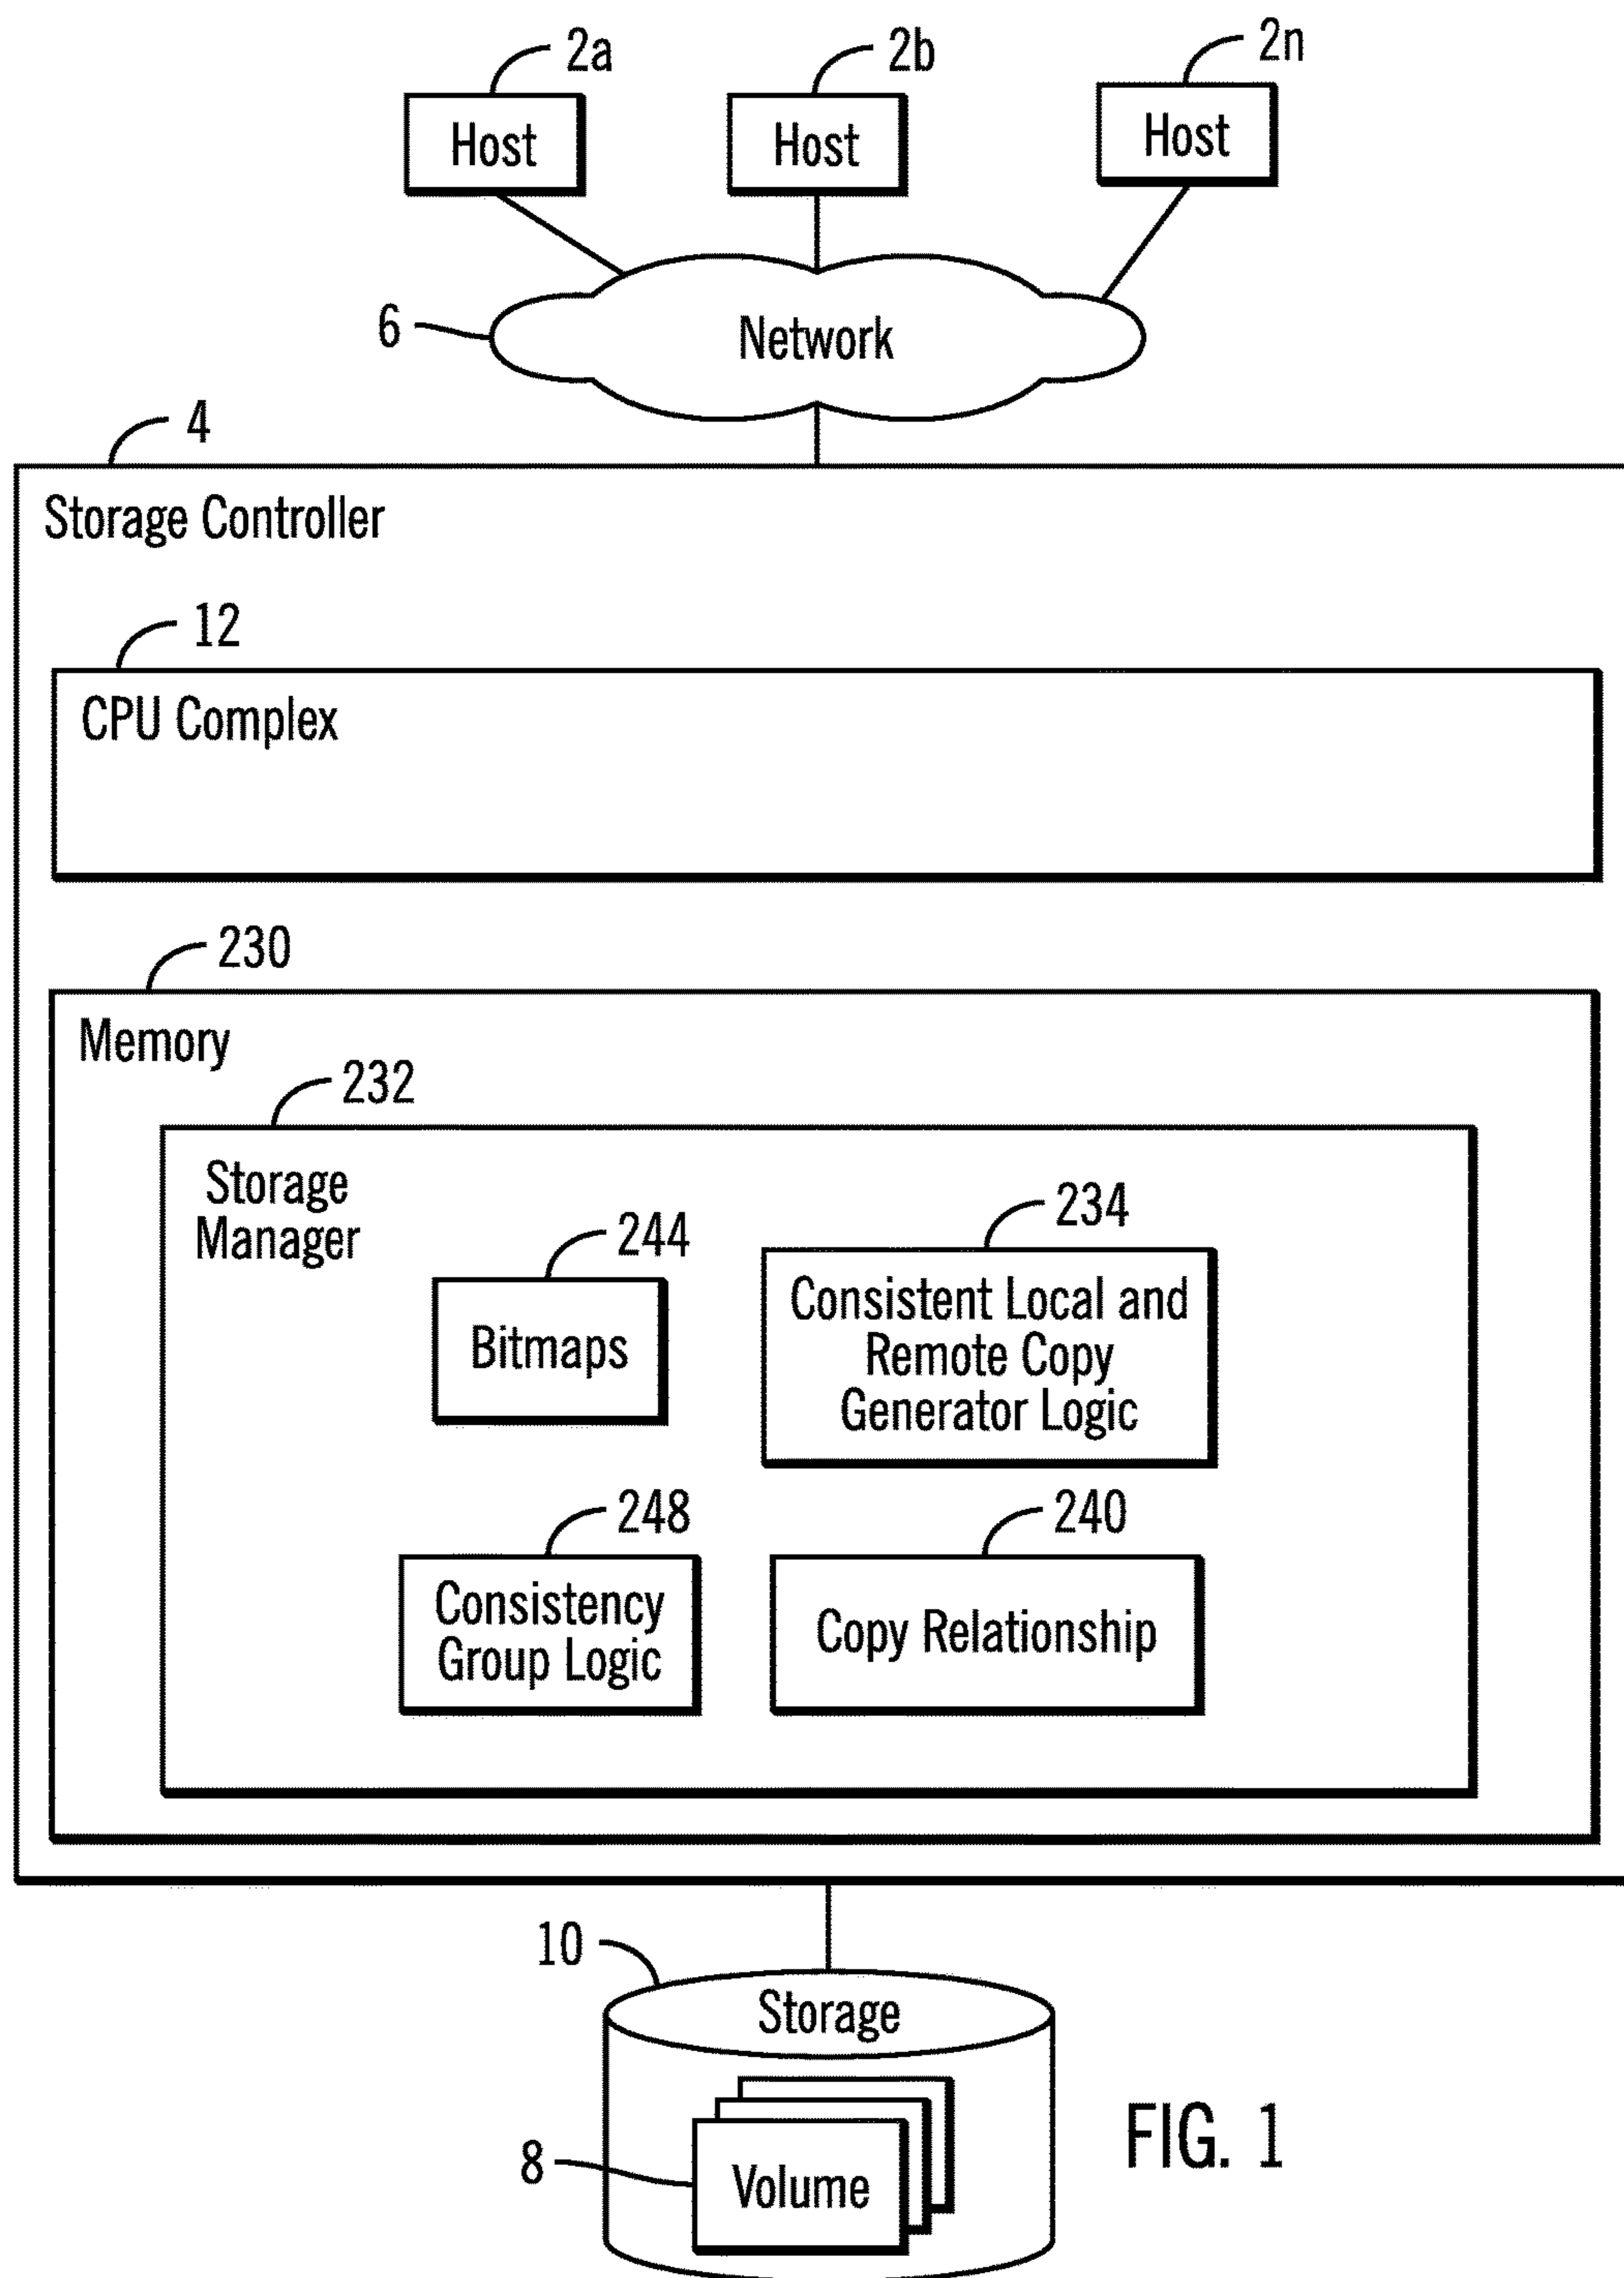 2a
2b
2n
Host
Host
Host
6
Network
4
Storage Controller
12
CPU Complex
230
Memory
232
Storage
Manager
244
Bitmaps
234
Consistent Local and
Remote Copy
Generator Logic
248
Consistency
Group Logic
240
Copy Relationship
10
Storage
8
Volume
FIG. 1